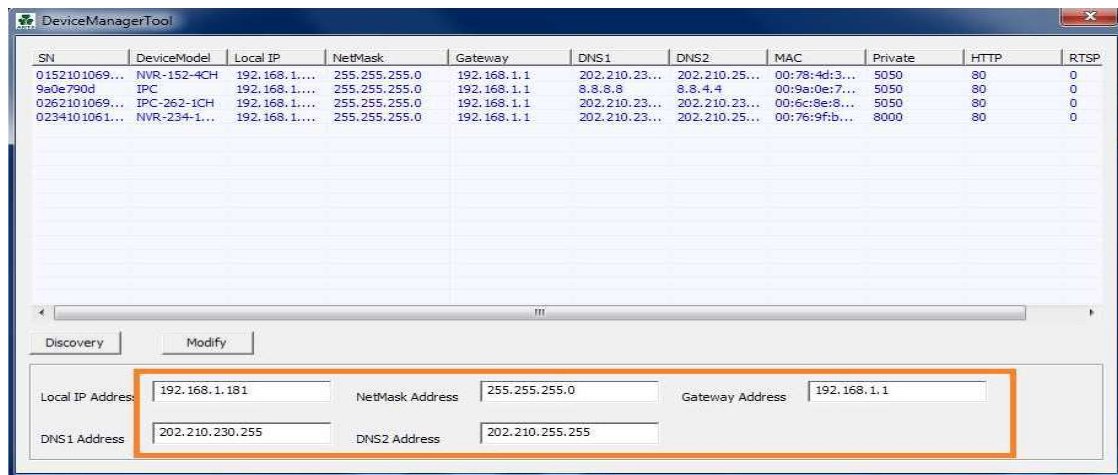 DeviceManagerTool
SN DeviceModel Local IP NetMask Gateway DNS1 DNS2 MAC Private HTTP RTSP
0152101069... NVR-152-4CH 192.168.1.... 255.255.255.0 192.168.1.1 202.210.23... 202.210.25... 00:78:4d:3... 5050 80 0
9a0e790d IPC 192.168.1.... 255.255.255.0 192.168.1.1 8.8.8.8 8.8.4.4 00:9a:0e:7... 5050 80 0
0262101069... IPC-262-1CH 192.168.1.... 255.255.255.0 192.168.1.1 202.210.23... 202.210.23... 00:6c:8e:8... 5050 80 0
0234101061... NVR-234-1... 192.168.1.... 255.255.255.0 192.168.1.1 202.210.23... 202.210.25... 00:76:9f:b... 8000 80 0
Discovery Modify
Local IP Address 192.168.1.181 NetMask Address 255.255.255.0 Gateway Address 192.168.1.1
DNS1 Address 202.210.230.255 DNS2 Address 202.210.255.255